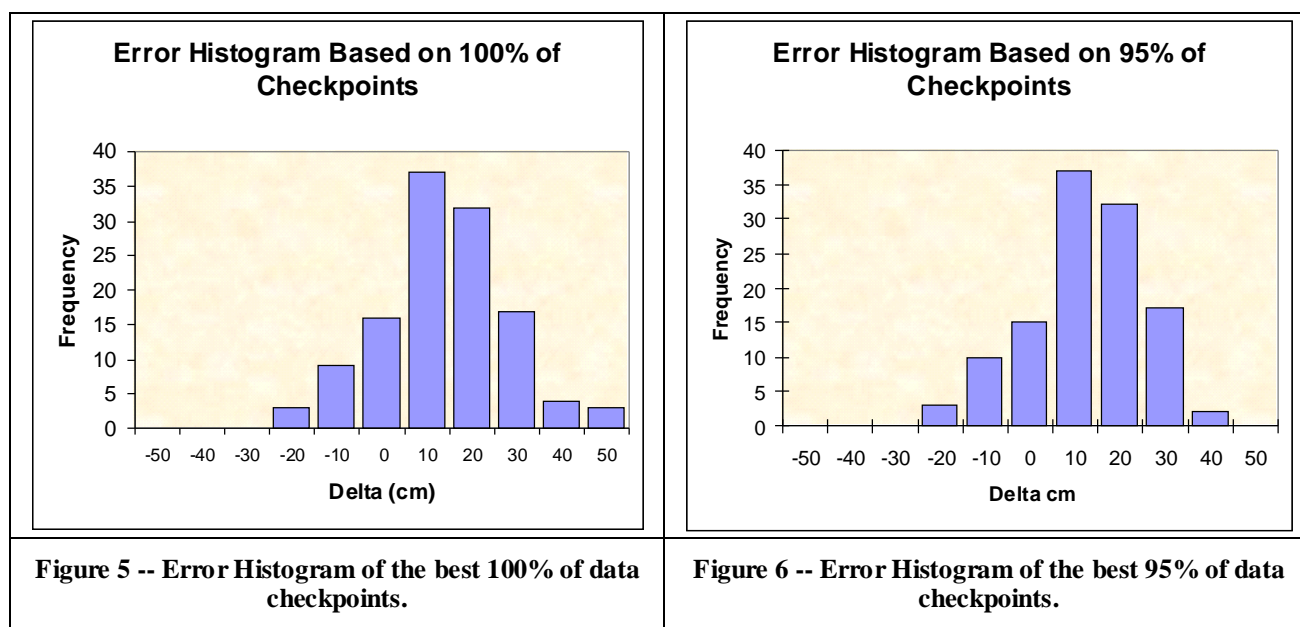 Error Histogram Based on 100% of
Checkpoints
40
35
30
25
20
15
10
5
0
Frequency
-50 -40 -30 -20 -10 0 10 20 30 40 50
Delta (cm)
Figure 5 -- Error Histogram of the best 100% of data
checkpoints.
Error Histogram Based on 95% of
Checkpoints
40
35
30
25
20
15
10
5
0
Frequency
-50 -40 -30 -20 -10 0 10 20 30 40 50
Delta cm
Figure 6 -- Error Histogram of the best 95% of data
checkpoints.